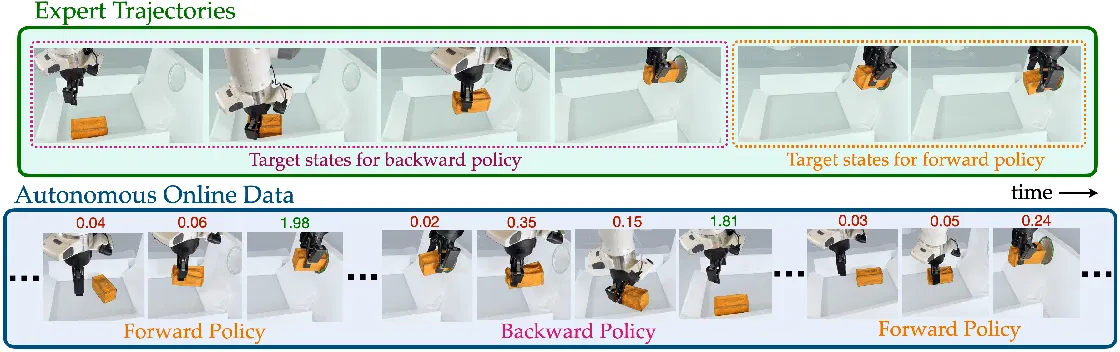 Expert Trajectories
Target states for backward policy
Target states for forward policy
Autonomous Online Data
time
0.04 0.06 1.98 0.02 0.35 0.15 1.81 0.03 0.05 0.24
Forward Policy
Backward Policy
Forward Policy